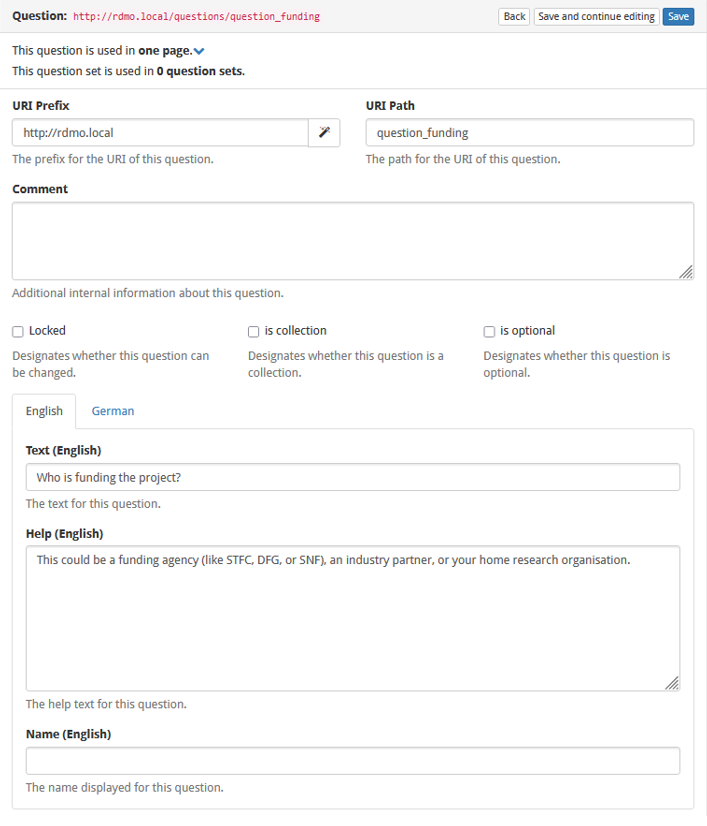 Question: http://rdmo.local/questions/question_funding Back Save and continue editing Save
This question is used in one page.
This question set is used in 0 question sets.
URI Prefix URI Path
http://rdmo.local question_funding
The prefix for the URI of this question. The path for the URI of this question.
Comment
Additional internal information about this question.
Locked is collection is optional
Designates whether this question can Designates whether this question is a Designates whether this question is
be changed. collection. optional.
English German
Text (English)
Who is funding the project?
The text for this question.
Help (English)
This could be a funding agency (like STFC, DFG, or SNF), an industry partner, or your home research organisation.
The help text for this question.
Name (English)
The name displayed for this question.